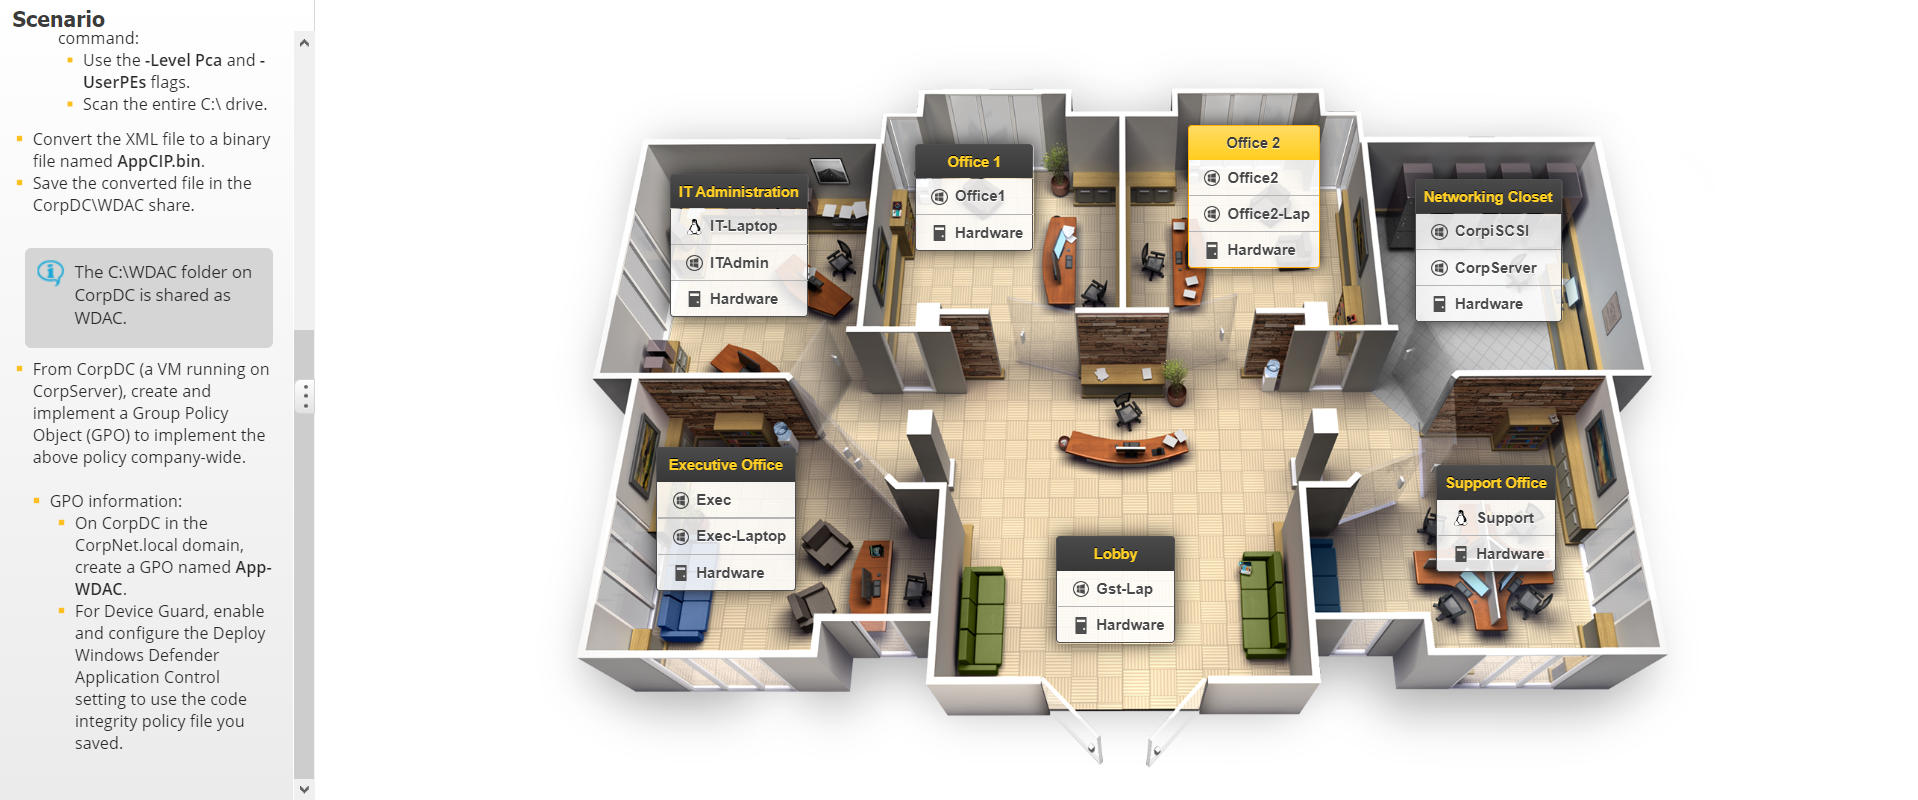 Scenario
command:
Use the -Level Pca and -
UserPEs flags.
Scan the entire C:\ drive.
Convert the XML file to a binary
file named AppCIP.bin.
Save the converted file in the
CorpDC\WDAC share.
The C:\WDAC folder on
CorpDC is shared as
WDAC.
From CorpDC (a VM running on
CorpServer), create and
implement a Group Policy
Object (GPO) to implement the
above policy company-wide.
GPO information:
On CorpDC in the
CorpNet.local domain,
create a GPO named App-
WDAC.
For Device Guard, enable
and configure the Deploy
Windows Defender
Application Control
setting to use the code
integrity policy file you
saved.
IT Administration
IT-Laptop
ITAdmin
Hardware
Office 1
Office1
Hardware
Office 2
Office2
Office2-Lap
Hardware
Networking Closet
CorpiSCSI
CorpServer
Hardware
Executive Office
Exec
Exec-Laptop
Hardware
Lobby
Gst-Lap
Hardware
Support Office
Support
Hardware